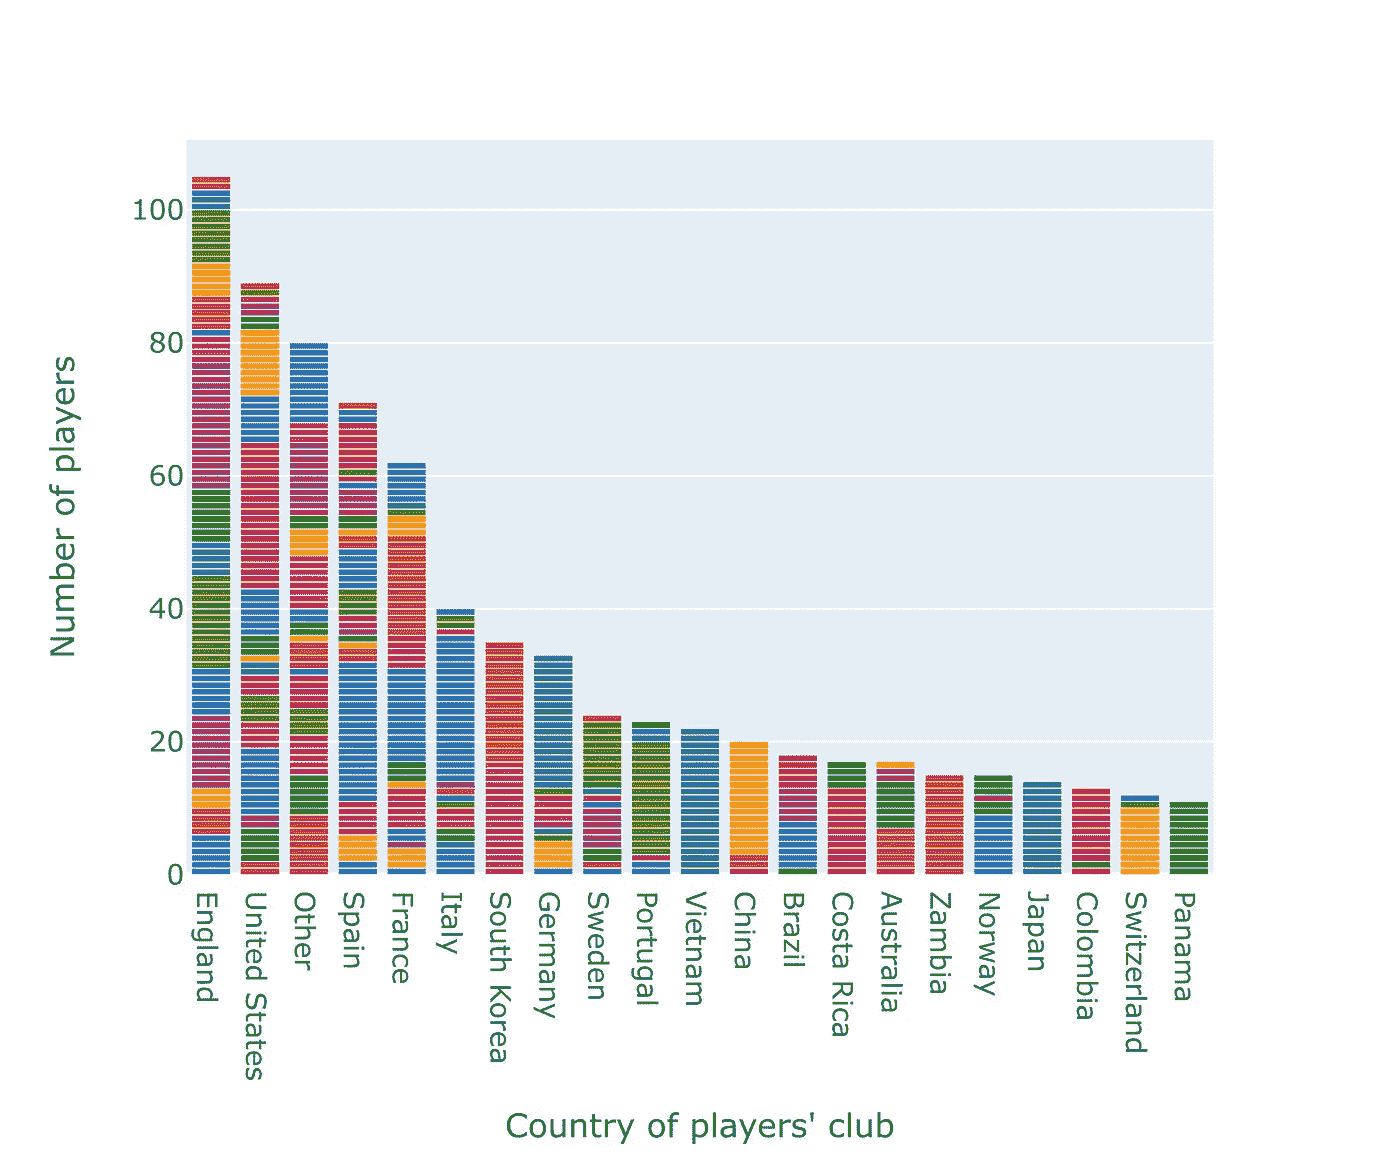 100
80
60
40
20
0
Number of players
England
United States
Other
Spain
France
Italy
South Korea
Germany
Sweden
Portugal
Vietnam
China
Brazil
Costa Rica
Australia
Zambia
Norway
Japan
Colombia
Switzerland
Panama
Country of players' club